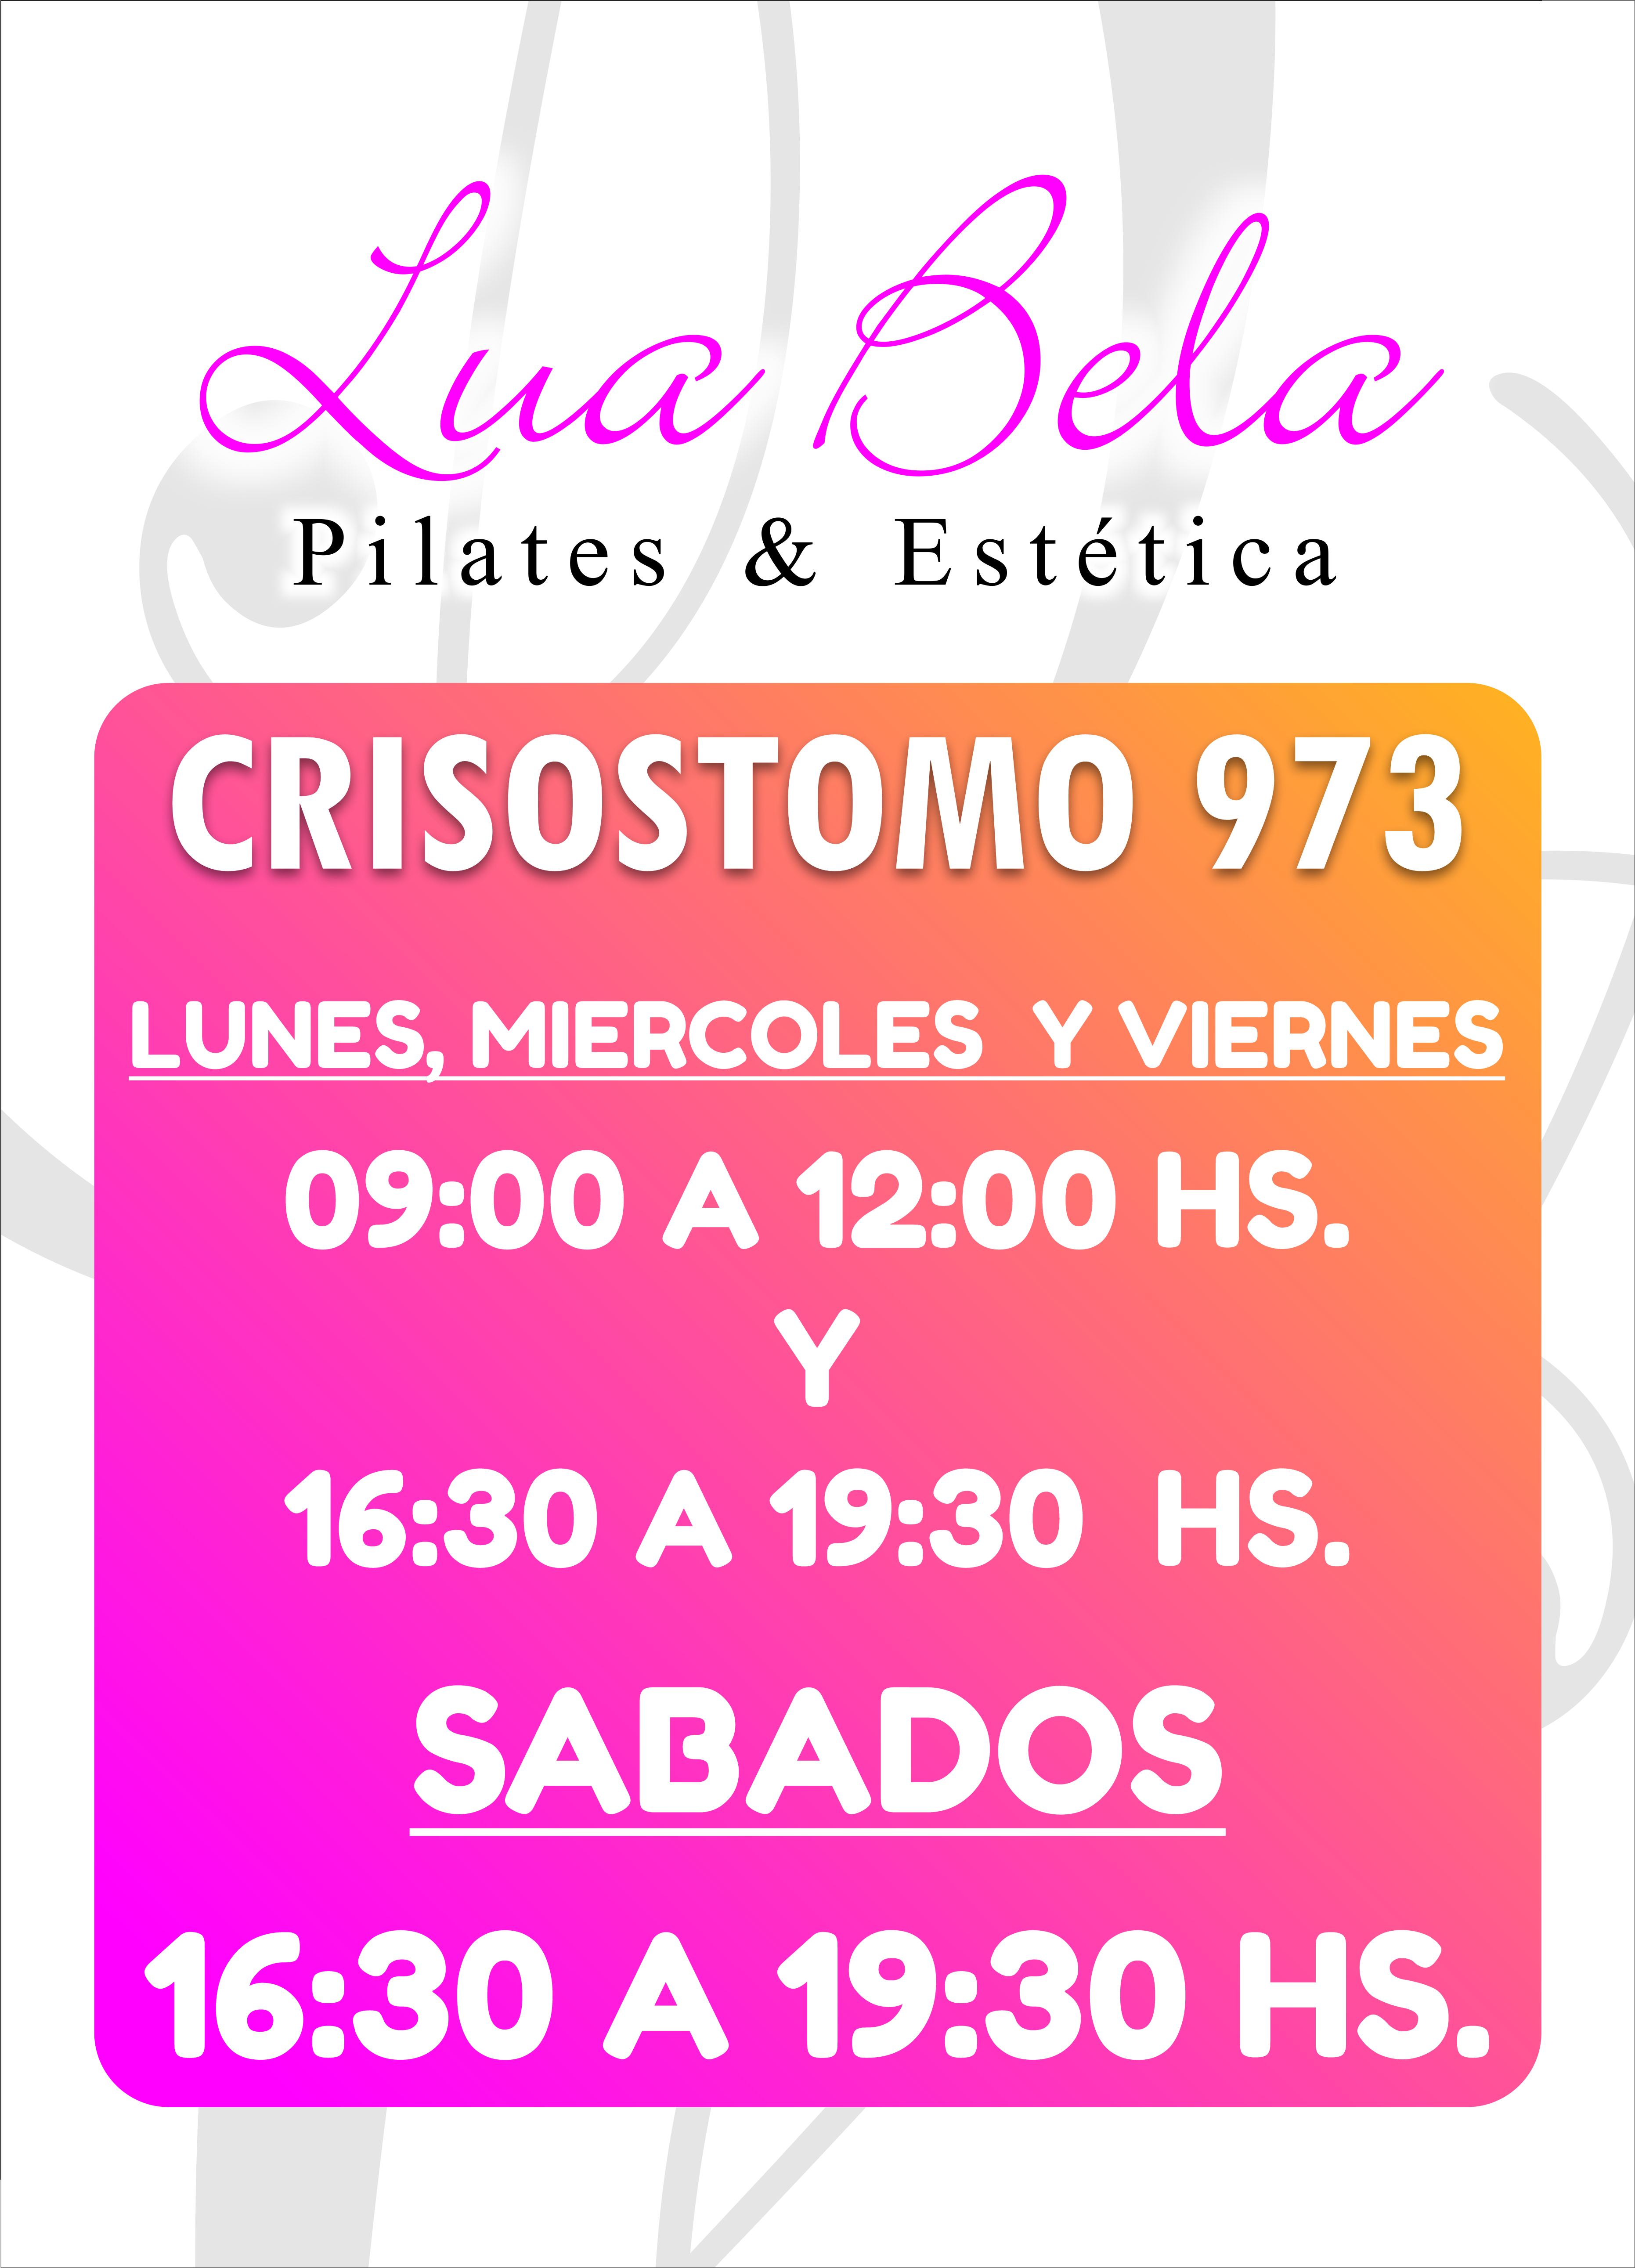 Lua Bela
Pilates & Estética
CRISOSTOMO 973
LUNES, MIERCOLES Y VIERNES
09:00 A 12:00 HS.
Y
16:30 A 19:30 HS.
SABADOS
16:30 A 19:30 HS.